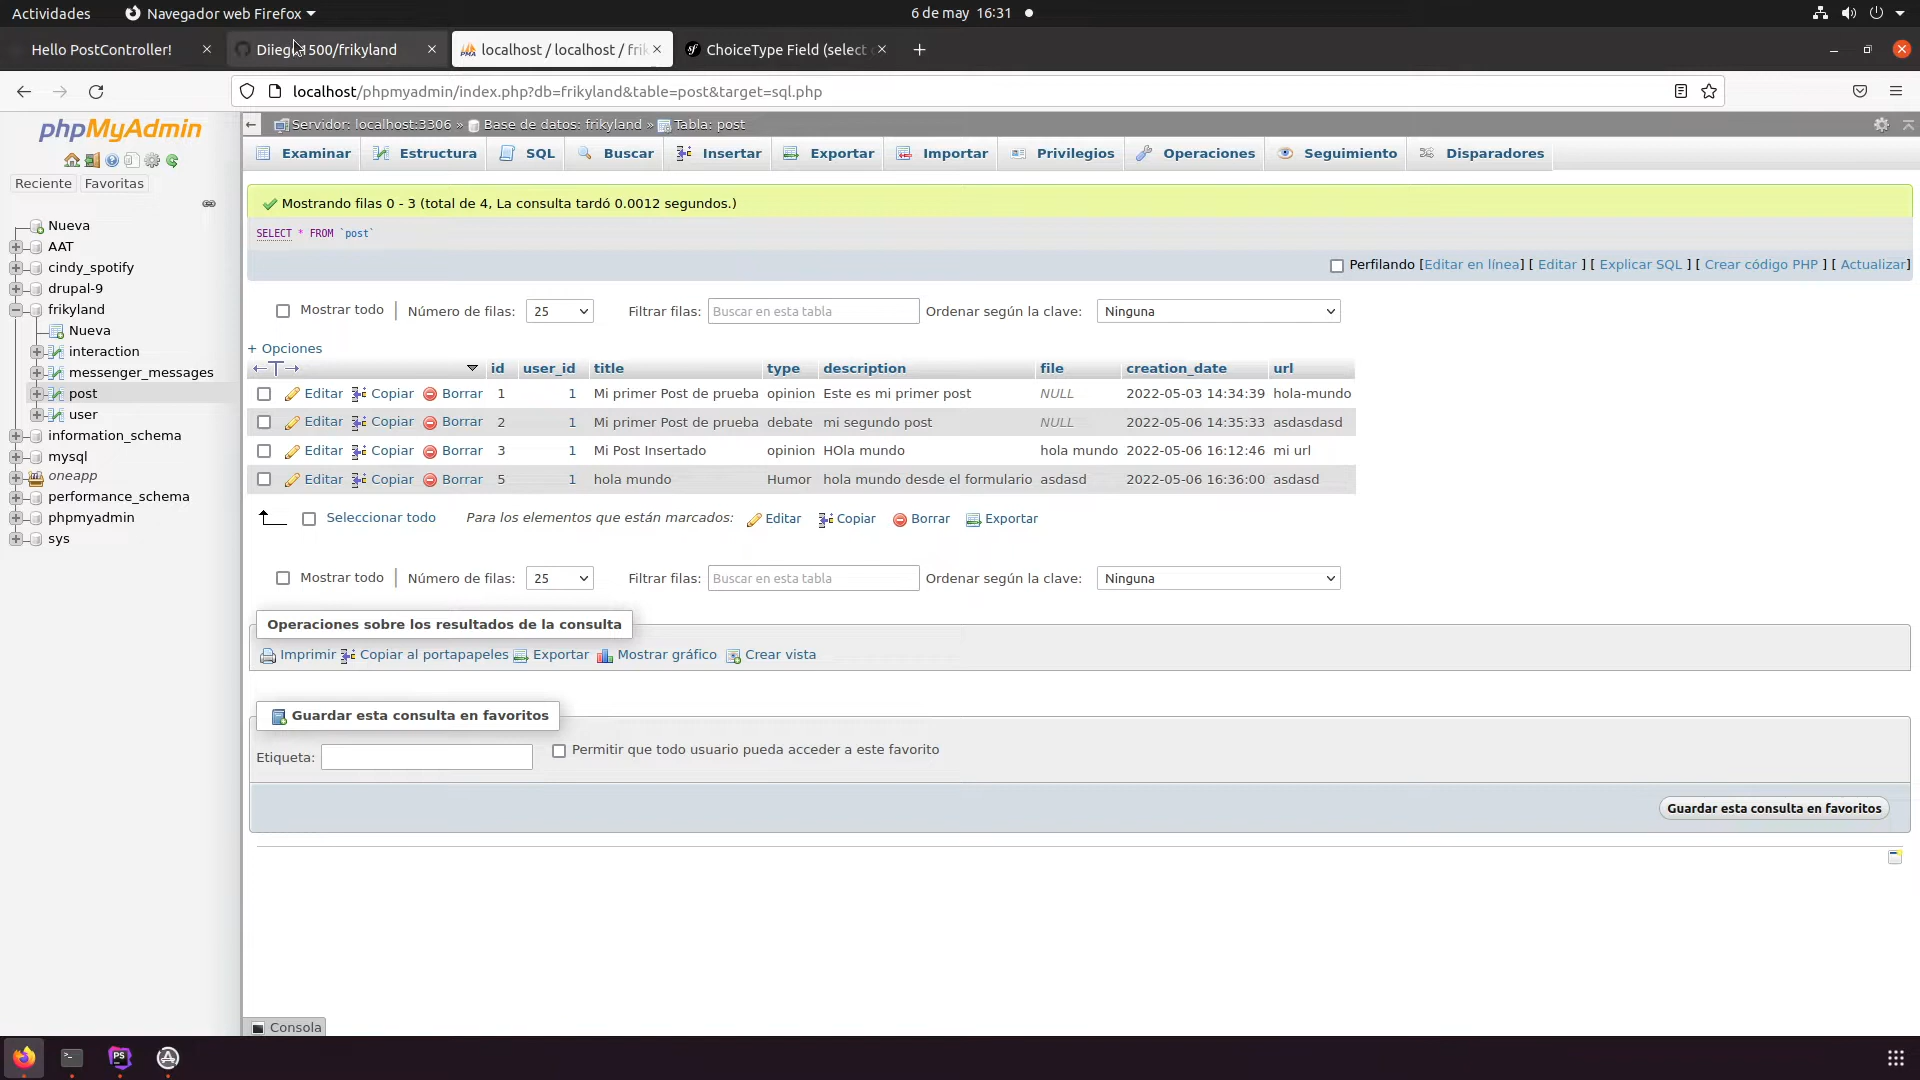 Actividades Navegador web Firefox 6 de may 16:31
Hello PostController! Diieg 1500/frikyland localhost / localhost / frik ChoiceType Field (select
localhost/phpmyadmin/index.php?db=frikyland&table=post&target=sql.php
phpMyAdmin
Reciente Favoritas
Nueva
AAT
cindy_spotify
drupal-9
frikyland
Nueva
interaction
messenger_messages
post
user
information_schema
mysql
oneapp
performance_schema
phpmyadmin
sys
Servidor: localhost:3306 » Base de datos: frikyland » Tabla: post
Examinar Estructura SQL Buscar Insertar Exportar Importar Privilegios Operaciones Seguimiento Disparadores
Mostrando filas 0 - 3 (total de 4, La consulta tardó 0.0012 segundos.)
SELECT * FROM `post`
Perfilando [Editar en línea] [ Editar ] [ Explicar SQL ] [ Crear código PHP ] [ Actualizar]
Mostrar todo | Número de filas: 25 Filtrar filas: Buscar en esta tabla Ordenar según la clave: Ninguna
+ Opciones
←T→ id user_id title type description file creation_date url
Editar Copiar Borrar 1 1 Mi primer Post de prueba opinion Este es mi primer post NULL 2022-05-03 14:34:39 hola-mundo
Editar Copiar Borrar 2 1 Mi primer Post de prueba debate mi segundo post NULL 2022-05-06 14:35:33 asdasdasd
Editar Copiar Borrar 3 1 Mi Post Insertado opinion HOla mundo hola mundo 2022-05-06 16:12:46 mi url
Editar Copiar Borrar 5 1 hola mundo Humor hola mundo desde el formulario asdasd 2022-05-06 16:36:00 asdasd
Seleccionar todo Para los elementos que están marcados: Editar Copiar Borrar Exportar
Mostrar todo | Número de filas: 25 Filtrar filas: Buscar en esta tabla Ordenar según la clave: Ninguna
Operaciones sobre los resultados de la consulta
Imprimir Copiar al portapapeles Exportar Mostrar gráfico Crear vista
Guardar esta consulta en favoritos
Etiqueta: Permitir que todo usuario pueda acceder a este favorito
Guardar esta consulta en favoritos
Consola